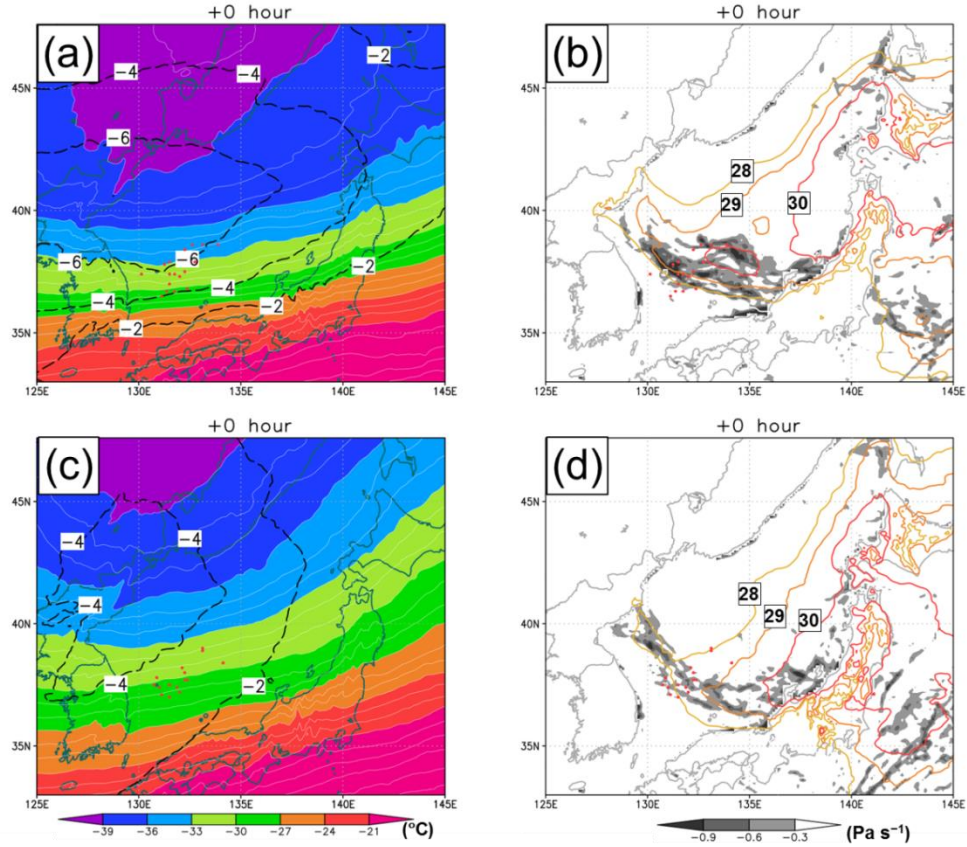 +0 hour
+0 hour
(a)
(b)
−2
−4
−4
45N
45N
−6
28
29
30
40N
40N
−6
−6
−4
−4
−2
−2
35N
35N
125E
130E
135E
140E
145E
125E
130E
135E
140E
145E
+0 hour
+0 hour
(c)
(d)
45N
45N
−4
−4
28
−4
29
30
40N
40N
−4
−2
35N
35N
125E
130E
135E
140E
145E
125E
130E
135E
140E
145E
−39
−36
−33
−30
−27
−24
−21
(°C)
−0.9
−0.6
−0.3
(Pa s⁻¹)